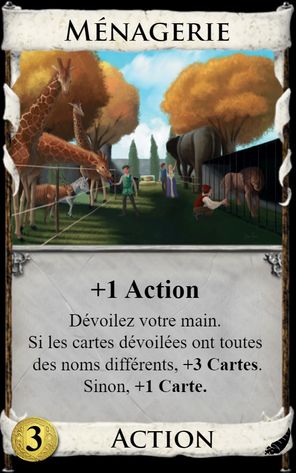 MÉNAGERIE
+1 Action
Dévoilez votre main.
Si les cartes dévoilées ont toutes
des noms différents, +3 Cartes.
Sinon, +1 Carte.
3
ACTION